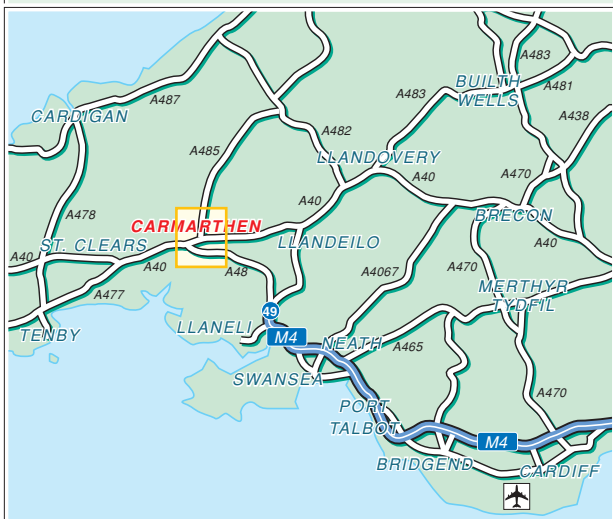 A483
BUILTH
WELLS
A481
A487
A483
A438
CARDIGAN
A482
A485
LLANDOVERY
A470
A40
A40
A478
CARMARTHEN
BRECON
ST. CLEARS
LLANDEILO
A40
A40
A40
A48
A4067
A470
A477
MERTHYR
TYDFIL
49
LLANELI
M4
NEATH
A465
TENBY
SWANSEA
A470
PORT
TALBOT
M4
BRIDGEND
CARDIFF